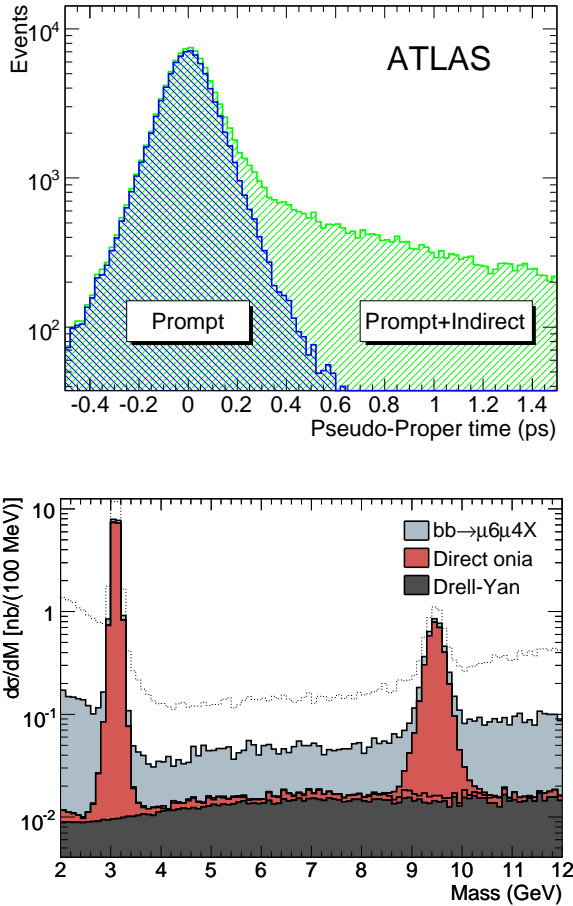 Events
10⁴
ATLAS
10³
10²
Prompt
Prompt+Indirect
-0.4 -0.2 0 0.2 0.4 0.6 0.8 1 1.2 1.4
Pseudo-Proper time (ps)
dσ/dM [nb/(100 MeV)]
10
1
10⁻¹
10⁻²
bb→μ6μ4X
Direct onia
Drell-Yan
2 3 4 5 6 7 8 9 10 11 12
Mass (GeV)